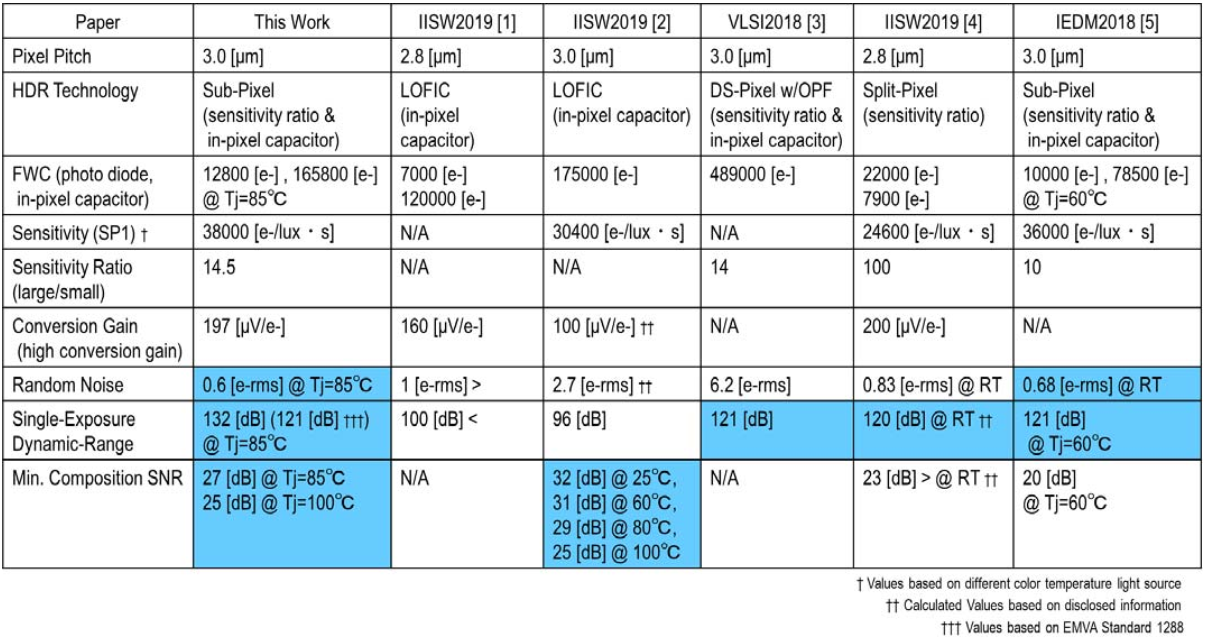 Paper This Work IISW2019 [1] IISW2019 [2] VLSI2018 [3] IISW2019 [4] IEDM2018 [5]
Pixel Pitch 3.0 [µm] 2.8 [µm] 3.0 [µm] 3.0 [µm] 2.8 [µm] 3.0 [µm]
HDR Technology Sub-Pixel LOFIC LOFIC DS-Pixel w/OPF Split-Pixel Sub-Pixel
(sensitivity ratio & (in-pixel (in-pixel capacitor) (sensitivity ratio & (sensitivity ratio) (sensitivity ratio &
in-pixel capacitor) capacitor) in-pixel capacitor) in-pixel capacitor)
FWC (photo diode, 12800 [e-] , 165800 [e-] 7000 [e-] 175000 [e-] 489000 [e-] 22000 [e-] 10000 [e-] , 78500 [e-]
in-pixel capacitor) @ Tj=85℃ 120000 [e-] 7900 [e-] @ Tj=60℃
Sensitivity (SP1) † 38000 [e-/lux・s] N/A 30400 [e-/lux・s] N/A 24600 [e-/lux・s] 36000 [e-/lux・s]
Sensitivity Ratio 14.5 N/A N/A 14 100 10
(large/small)
Conversion Gain 197 [µV/e-] 160 [µV/e-] 100 [µV/e-] †† N/A 200 [µV/e-] N/A
(high conversion gain)
Random Noise 0.6 [e-rms] @ Tj=85℃ 1 [e-rms] > 2.7 [e-rms] †† 6.2 [e-rms] 0.83 [e-rms] @ RT 0.68 [e-rms] @ RT
Single-Exposure 132 [dB] (121 [dB] †††) 100 [dB] < 96 [dB] 121 [dB] 120 [dB] @ RT †† 121 [dB]
Dynamic-Range @ Tj=85℃ @ Tj=60℃
Min. Composition SNR 27 [dB] @ Tj=85℃ N/A 32 [dB] @ 25℃, N/A 23 [dB] > @ RT †† 20 [dB]
25 [dB] @ Tj=100℃ 31 [dB] @ 60℃, @ Tj=60℃
29 [dB] @ 80℃,
25 [dB] @ 100℃
† Values based on different color temperature light source
†† Calculated Values based on disclosed information
††† Values based on EMVA Standard 1288